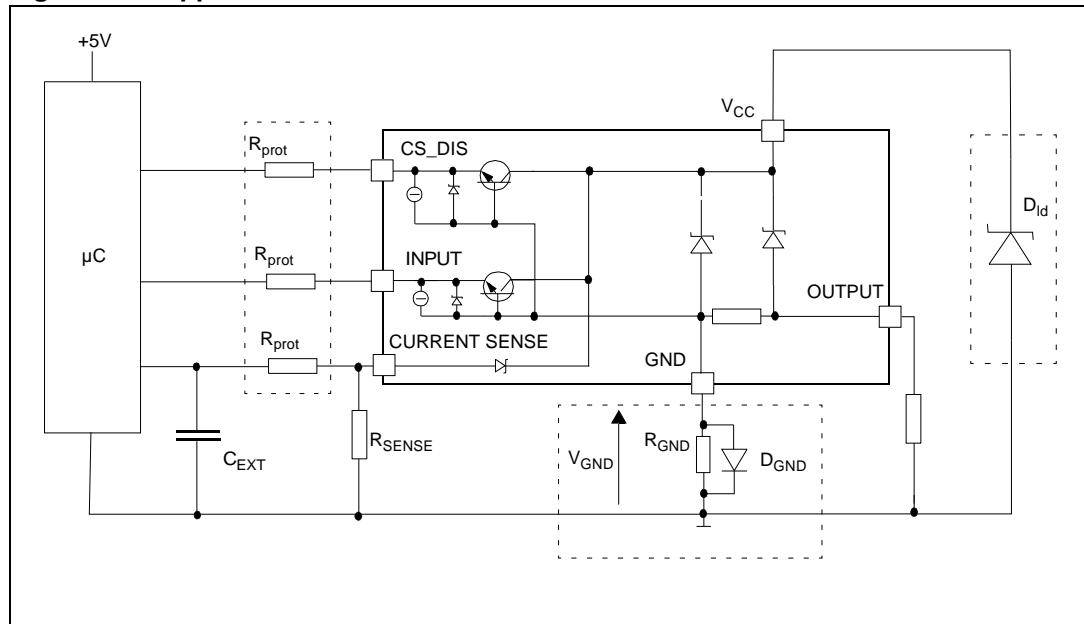 +5V
V_CC
R_prot
CS_DIS
D_ld
µC
R_prot
INPUT
OUTPUT
R_prot
CURRENT SENSE
GND
C_EXT
R_SENSE
V_GND
R_GND
D_GND